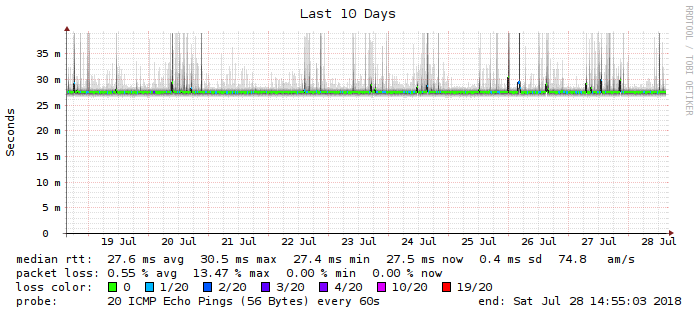 Last 10 Days
RRDTOOL / TOBI OETIKER
Seconds
35 m
30 m
25 m
20 m
15 m
10 m
5 m
0
19 Jul 20 Jul 21 Jul 22 Jul 23 Jul 24 Jul 25 Jul 26 Jul 27 Jul 28 Jul
median rtt: 27.6 ms avg 30.5 ms max 27.4 ms min 27.5 ms now 0.4 ms sd 74.8 am/s
packet loss: 0.55 % avg 13.47 % max 0.00 % min 0.00 % now
loss color: 0 1/20 2/20 3/20 4/20 10/20 19/20
probe: 20 ICMP Echo Pings (56 Bytes) every 60s end: Sat Jul 28 14:55:03 2018